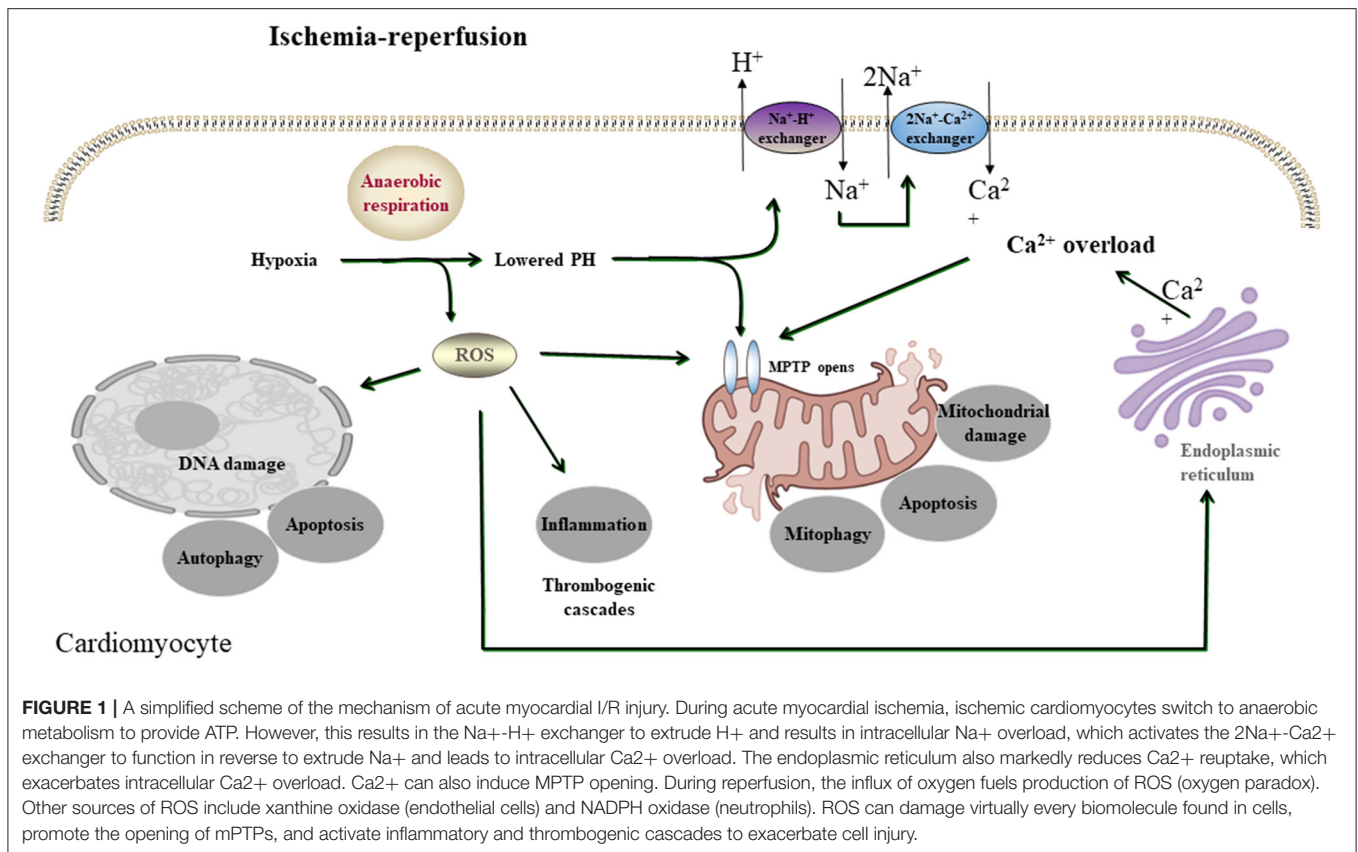 Ischemia-reperfusion
H⁺
2Na⁺
Na⁺-H⁺
exchanger
2Na⁺-Ca²⁺
exchanger
Na⁺
Ca²
+
Anaerobic
respiration
Hypoxia
Lowered PH
Ca²⁺ overload
Ca²
+
ROS
MPTP opens
Mitochondrial
damage
Endoplasmic
reticulum
DNA damage
Apoptosis
Autophagy
Inflammation
Apoptosis
Mitophagy
Thrombogenic
cascades
Cardiomyocyte
FIGURE 1 | A simplified scheme of the mechanism of acute myocardial I/R injury. During acute myocardial ischemia, ischemic cardiomyocytes switch to anaerobic
metabolism to provide ATP. However, this results in the Na+-H+ exchanger to extrude H+ and results in intracellular Na+ overload, which activates the 2Na+-Ca2+
exchanger to function in reverse to extrude Na+ and leads to intracellular Ca2+ overload. The endoplasmic reticulum also markedly reduces Ca2+ reuptake, which
exacerbates intracellular Ca2+ overload. Ca2+ can also induce MPTP opening. During reperfusion, the influx of oxygen fuels production of ROS (oxygen paradox).
Other sources of ROS include xanthine oxidase (endothelial cells) and NADPH oxidase (neutrophils). ROS can damage virtually every biomolecule found in cells,
promote the opening of mPTPs, and activate inflammatory and thrombogenic cascades to exacerbate cell injury.